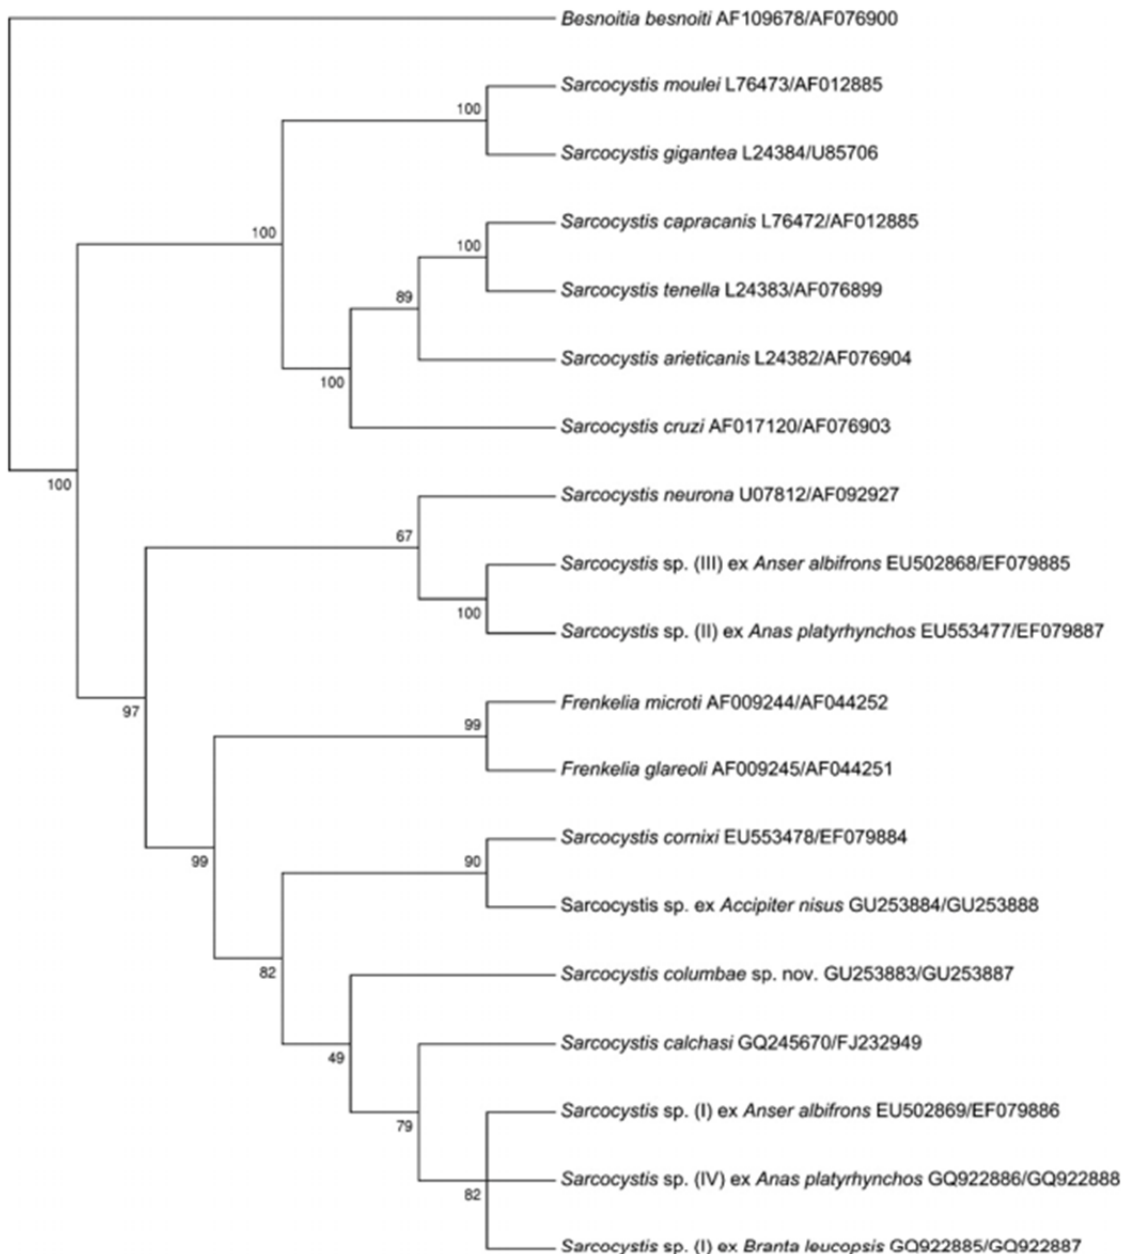 Besnoitia besnoiti AF109678/AF076900
Sarcocystis moulei L76473/AF012885
100
Sarcocystis gigantea L24384/U85706
Sarcocystis capracanis L76472/AF012885
100
100
Sarcocystis tenella L24383/AF076899
89
Sarcocystis arieticanis L24382/AF076904
100
Sarcocystis cruzi AF017120/AF076903
100
Sarcocystis neurona U07812/AF092927
67
Sarcocystis sp. (III) ex Anser albifrons EU502868/EF079885
100
Sarcocystis sp. (II) ex Anas platyrhynchos EU553477/EF079887
Frenkelia microti AF009244/AF044252
97
99
Frenkelia glareoli AF009245/AF044251
Sarcocystis cornixi EU553478/EF079884
99
90
Sarcocystis sp. ex Accipiter nisus GU253884/GU253888
82
Sarcocystis columbae sp. nov. GU253883/GU253887
Sarcocystis calchasi GQ245670/FJ232949
49
Sarcocystis sp. (I) ex Anser albifrons EU502869/EF079886
79
Sarcocystis sp. (IV) ex Anas platyrhynchos GQ922886/GQ922888
82
Sarcocystis sp. (I) ex Branta leucopsis GQ922885/GQ922887